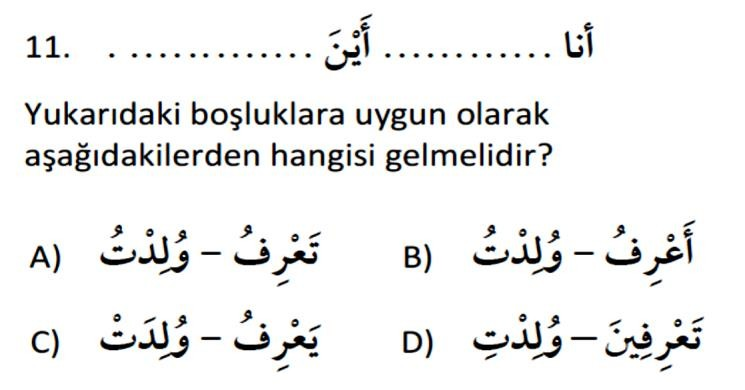 11. أنا ............ أَيْنَ ............. .
Yukarıdaki boşluklara uygun olarak
aşağıdakilerden hangisi gelmelidir?
A) تَعْرِفُ – وُلِدْتُ B) أَعْرِفُ – وُلِدْتُ
C) يَعْرِفُ – وُلِدَتْ D) تَعْرِفِينَ – وُلِدْتِ